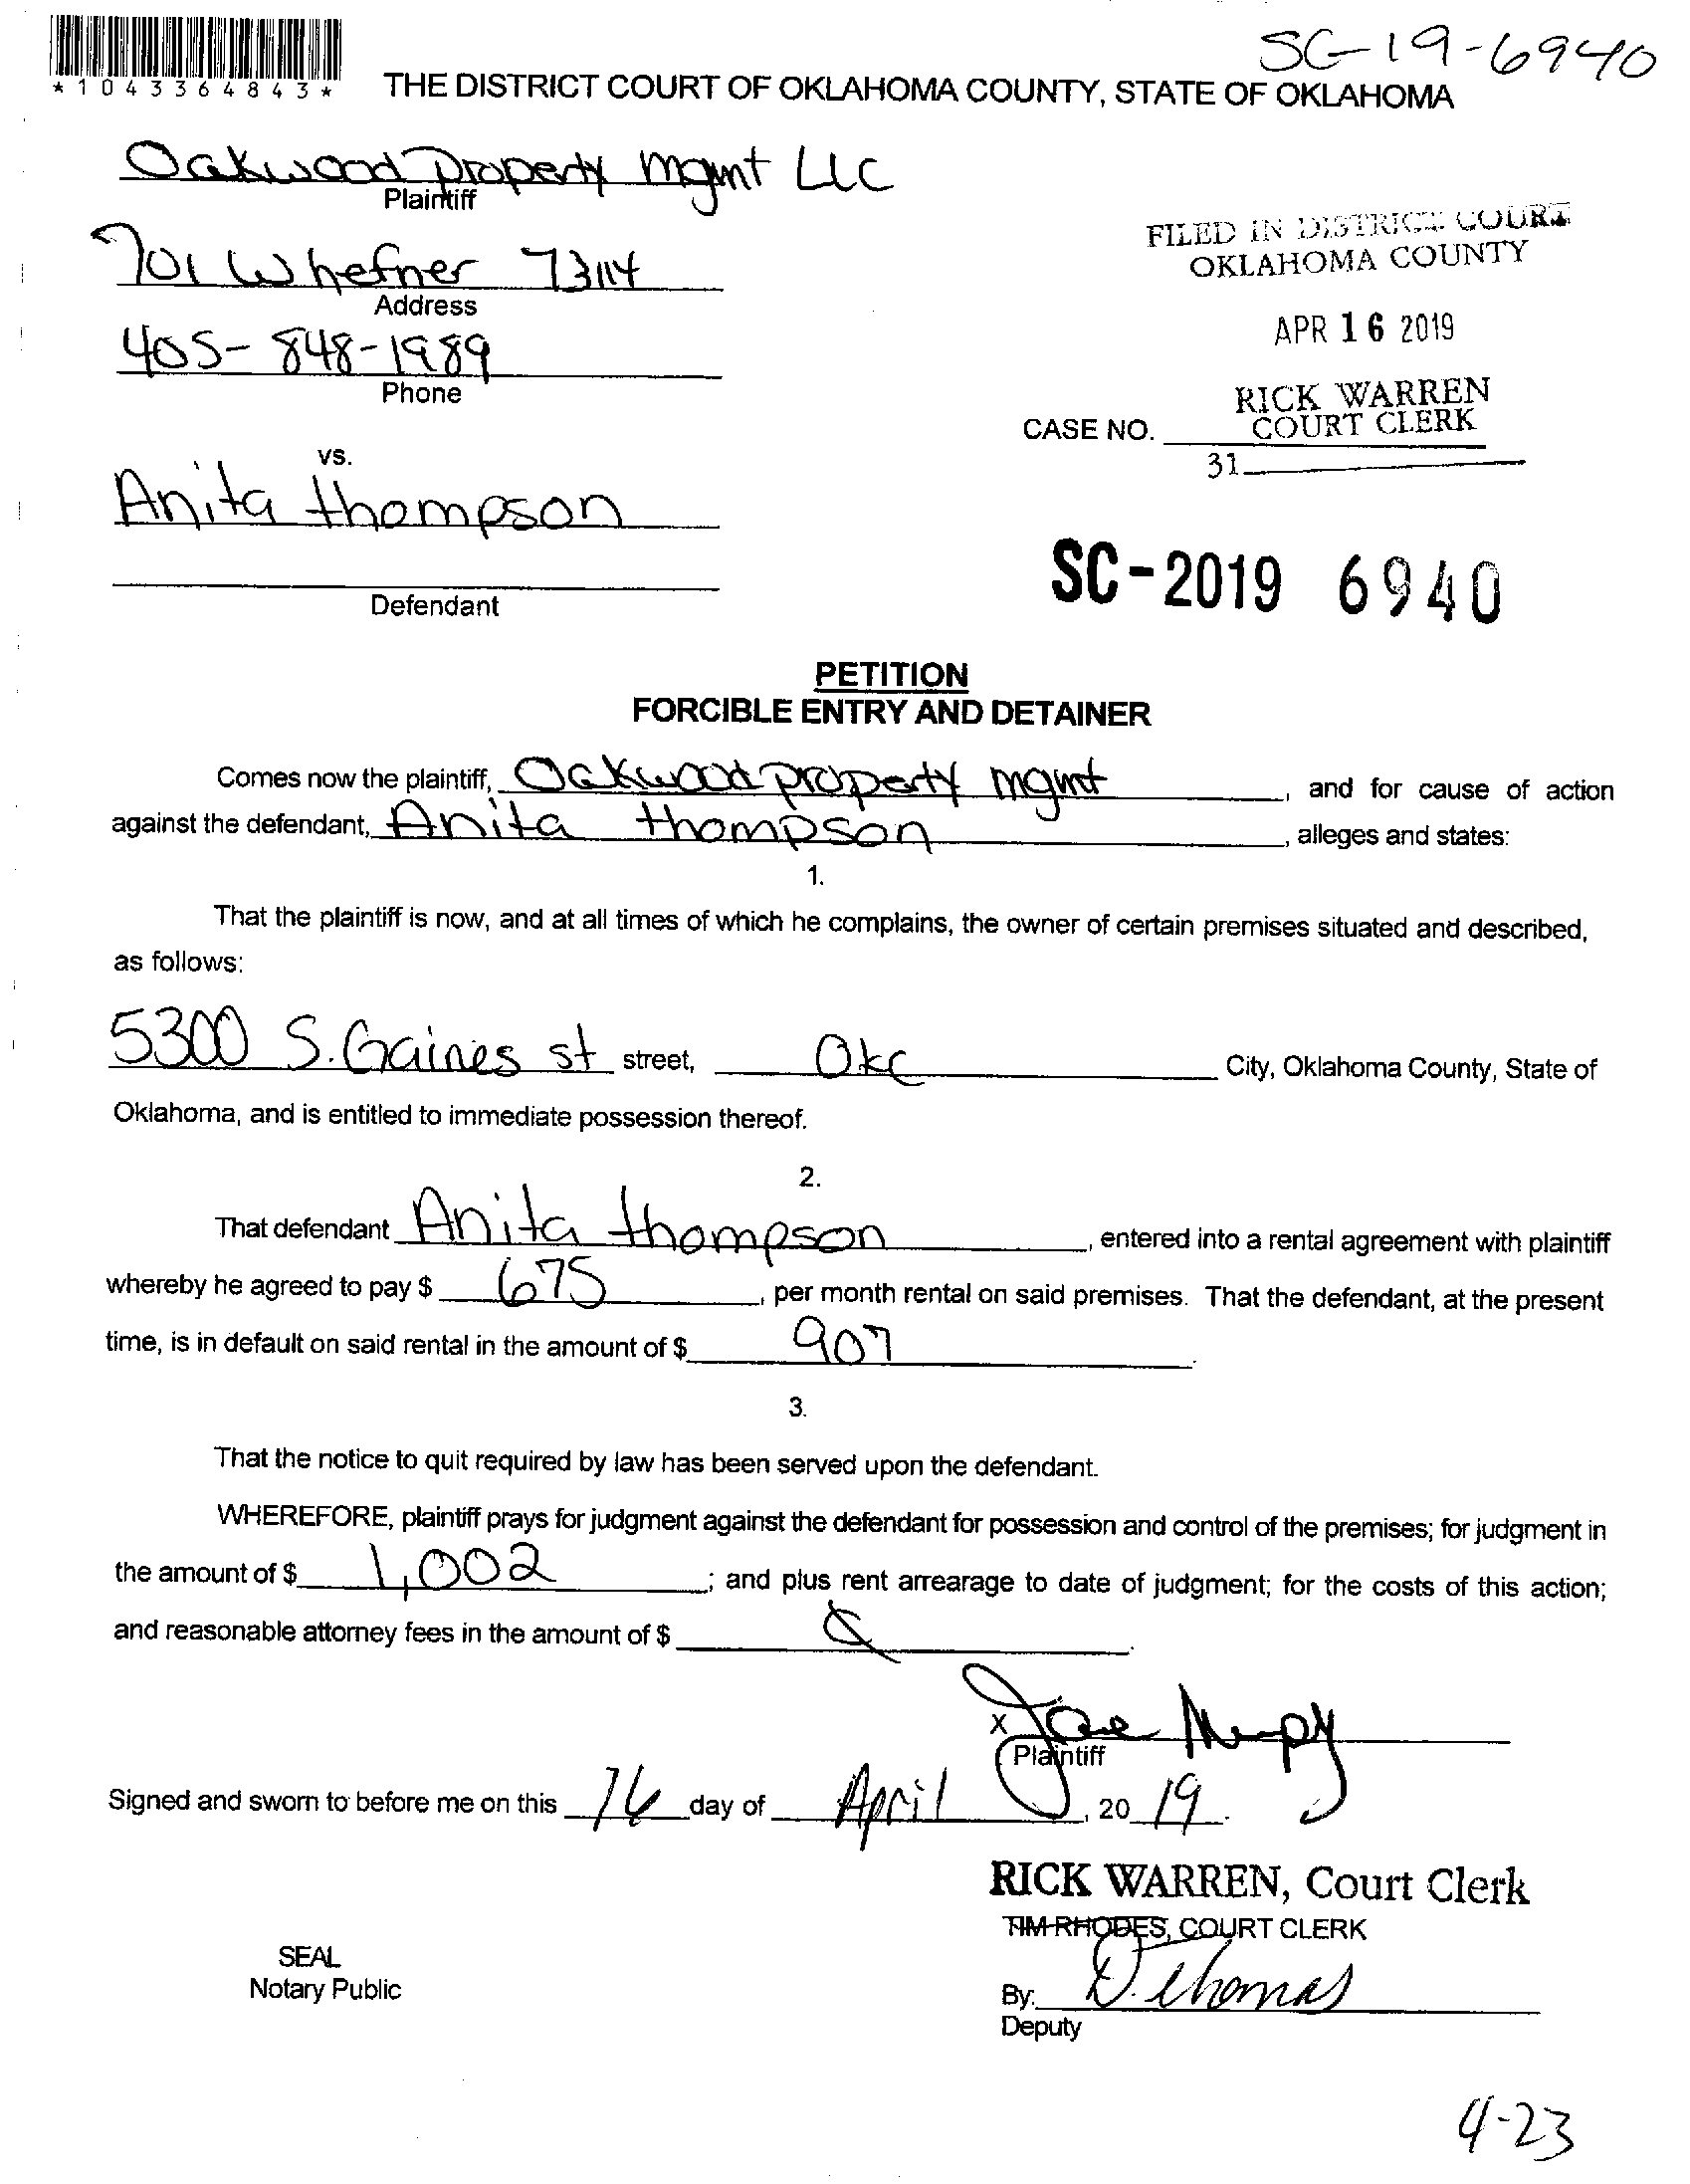 SC-19-6940
*1043364843*
THE DISTRICT COURT OF OKLAHOMA COUNTY, STATE OF OKLAHOMA
Oakwood Property Mgmt LLC
Plaintiff
701 W hefner 73114
Address
405-848-1989
Phone
FILED IN DISTRICT COURT
OKLAHOMA COUNTY
APR 16 2019
RICK WARREN
COURT CLERK
CASE NO.
31
vs.
Anita thompson
Defendant
SC-2019 6940
PETITION
FORCIBLE ENTRY AND DETAINER
Comes now the plaintiff, Oakwood property mgmt, and for cause of action
against the defendant, Anita thompson, alleges and states:
1.
That the plaintiff is now, and at all times of which he complains, the owner of certain premises situated and described,
as follows:
5300 S. Gaines st street, Okc City, Oklahoma County, State of
Oklahoma, and is entitled to immediate possession thereof.
2.
That defendant Anita thompson, entered into a rental agreement with plaintiff
whereby he agreed to pay $ 675, per month rental on said premises. That the defendant, at the present
time, is in default on said rental in the amount of $ 907.
3.
That the notice to quit required by law has been served upon the defendant.
WHEREFORE, plaintiff prays for judgment against the defendant for possession and control of the premises; for judgment in
the amount of $ 1,002; and plus rent arrearage to date of judgment; for the costs of this action;
and reasonable attorney fees in the amount of $
X
Plaintiff
Signed and sworn to before me on this 16 day of April, 2019.
RICK WARREN, Court Clerk
TIM RHODES, COURT CLERK
SEAL
Notary Public
By: D. Thomas
Deputy
4-23